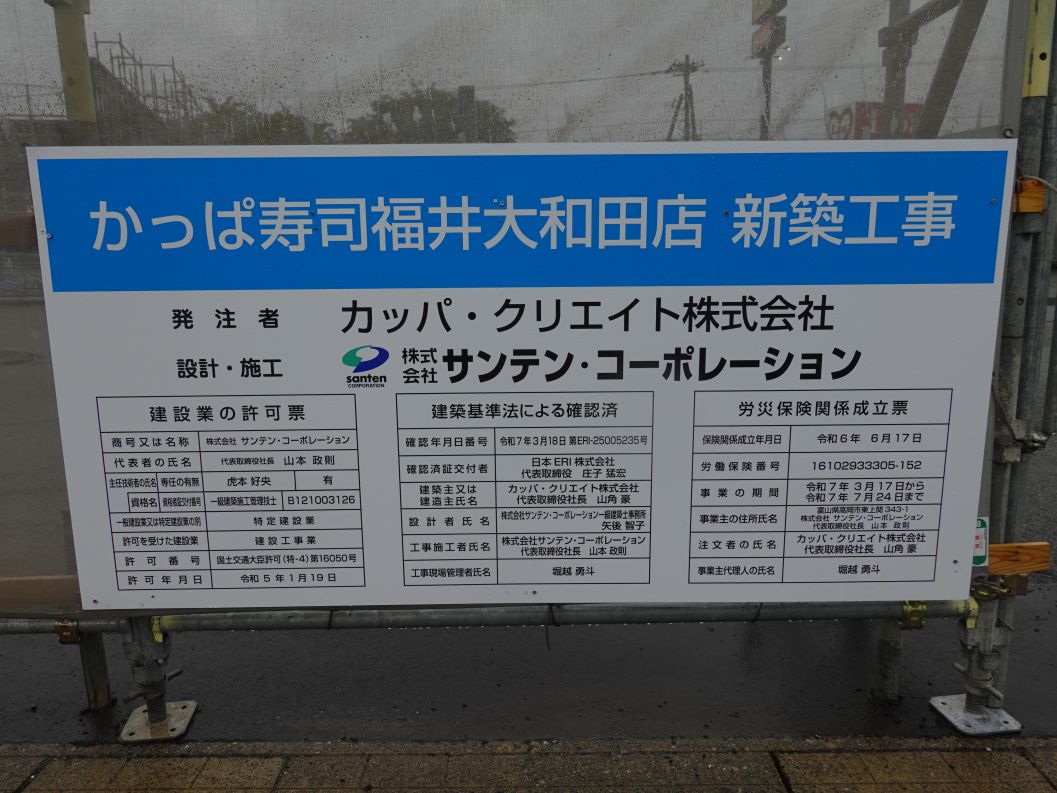 かっぱ寿司福井大和田店 新築工事
発注者 カッパ・クリエイト株式会社
設計・施工 santen CORPORATION 株式会社 サンテン・コーポレーション
建設業の許可票
商号又は名称 株式会社 サンテン・コーポレーション
代表者の氏名 代表取締役社長 山本 政則
主任技術者の氏名 専任の有無 虎本 好央 有
資格名 資格者証交付番号 一級建築施工管理技士 B121003126
一般建設業又は特定建設業の別 特定建設業
許可を受けた建設業 建設工事業
許可番号 国土交通大臣許可(特-4)第16050号
許可年月日 令和5年1月19日
建築基準法による確認済
確認年月日番号 令和7年3月18日 第ERI-25005235号
確認済証交付者 日本ERI株式会社
代表取締役 庄子 猛宏
建築主又は
建造主氏名
カッパ・クリエイト株式会社
代表取締役社長 山角 豪
設計者氏名 株式会社サンテン・コーポレーション一級建築士事務所
矢後 智子
工事施工者氏名 株式会社サンテン・コーポレーション
代表取締役社長 山本 政則
工事現場管理者氏名 堀越 勇斗
労災保険関係成立票
保険関係成立年月日 令和6年 6月17日
労働保険番号 16102933305-152
事業の期間 令和7年 3月17日から
令和7年 7月24日まで
事業主の住所氏名 富山県高岡市東上関 343-1
株式会社 サンテン・コーポレーション
代表取締役社長 山本 政則
注文者の氏名 カッパ・クリエイト株式会社
代表取締役社長 山角 豪
事業主代理人の氏名 堀越 勇斗